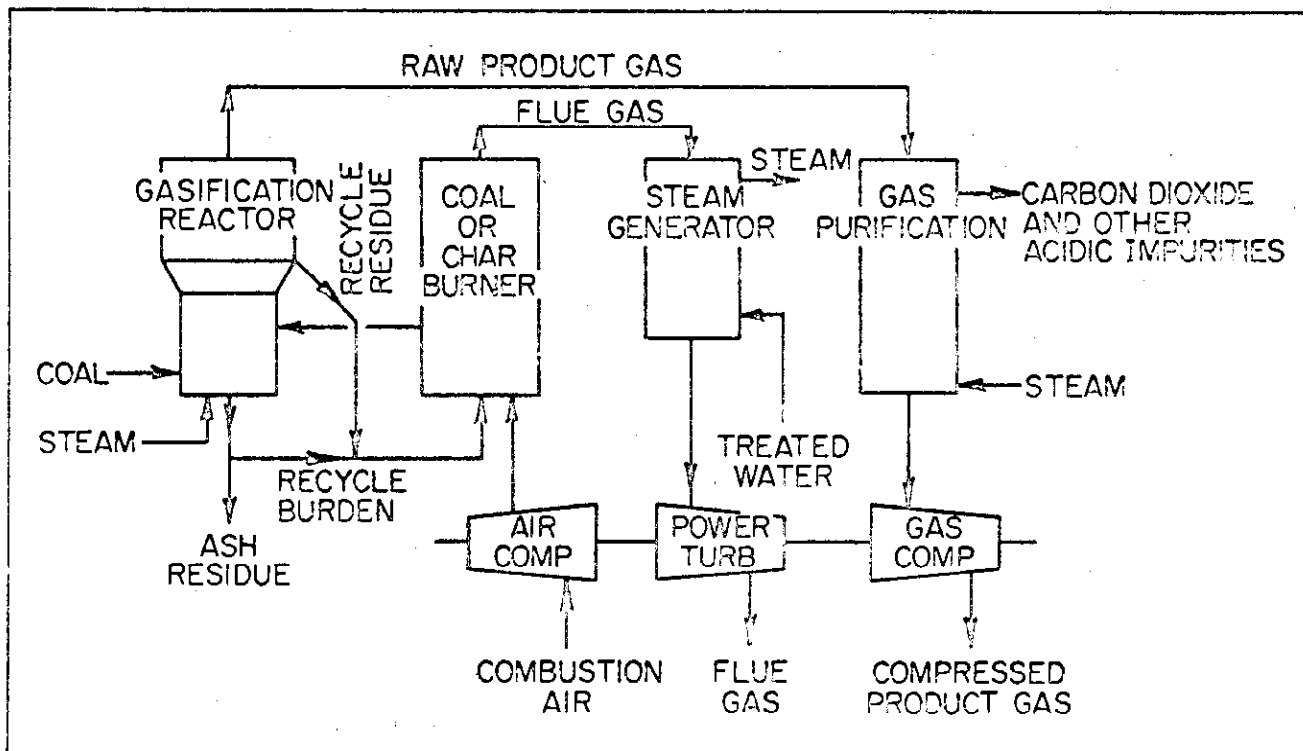 RAW PRODUCT GAS
FLUE GAS
GASIFICATION
REACTOR
RECYCLE
RESIDUE
COAL
OR
CHAR
BURNER
STEAM
GENERATOR
STEAM
GAS
PURIFICATION
CARBON DIOXIDE
AND OTHER
ACIDIC IMPURITIES
COAL
STEAM
STEAM
TREATED
WATER
RECYCLE
BURDEN
ASH
RESIDUE
AIR
COMP
POWER
TURB
GAS
COMP
COMBUSTION
AIR
FLUE
GAS
COMPRESSED
PRODUCT GAS